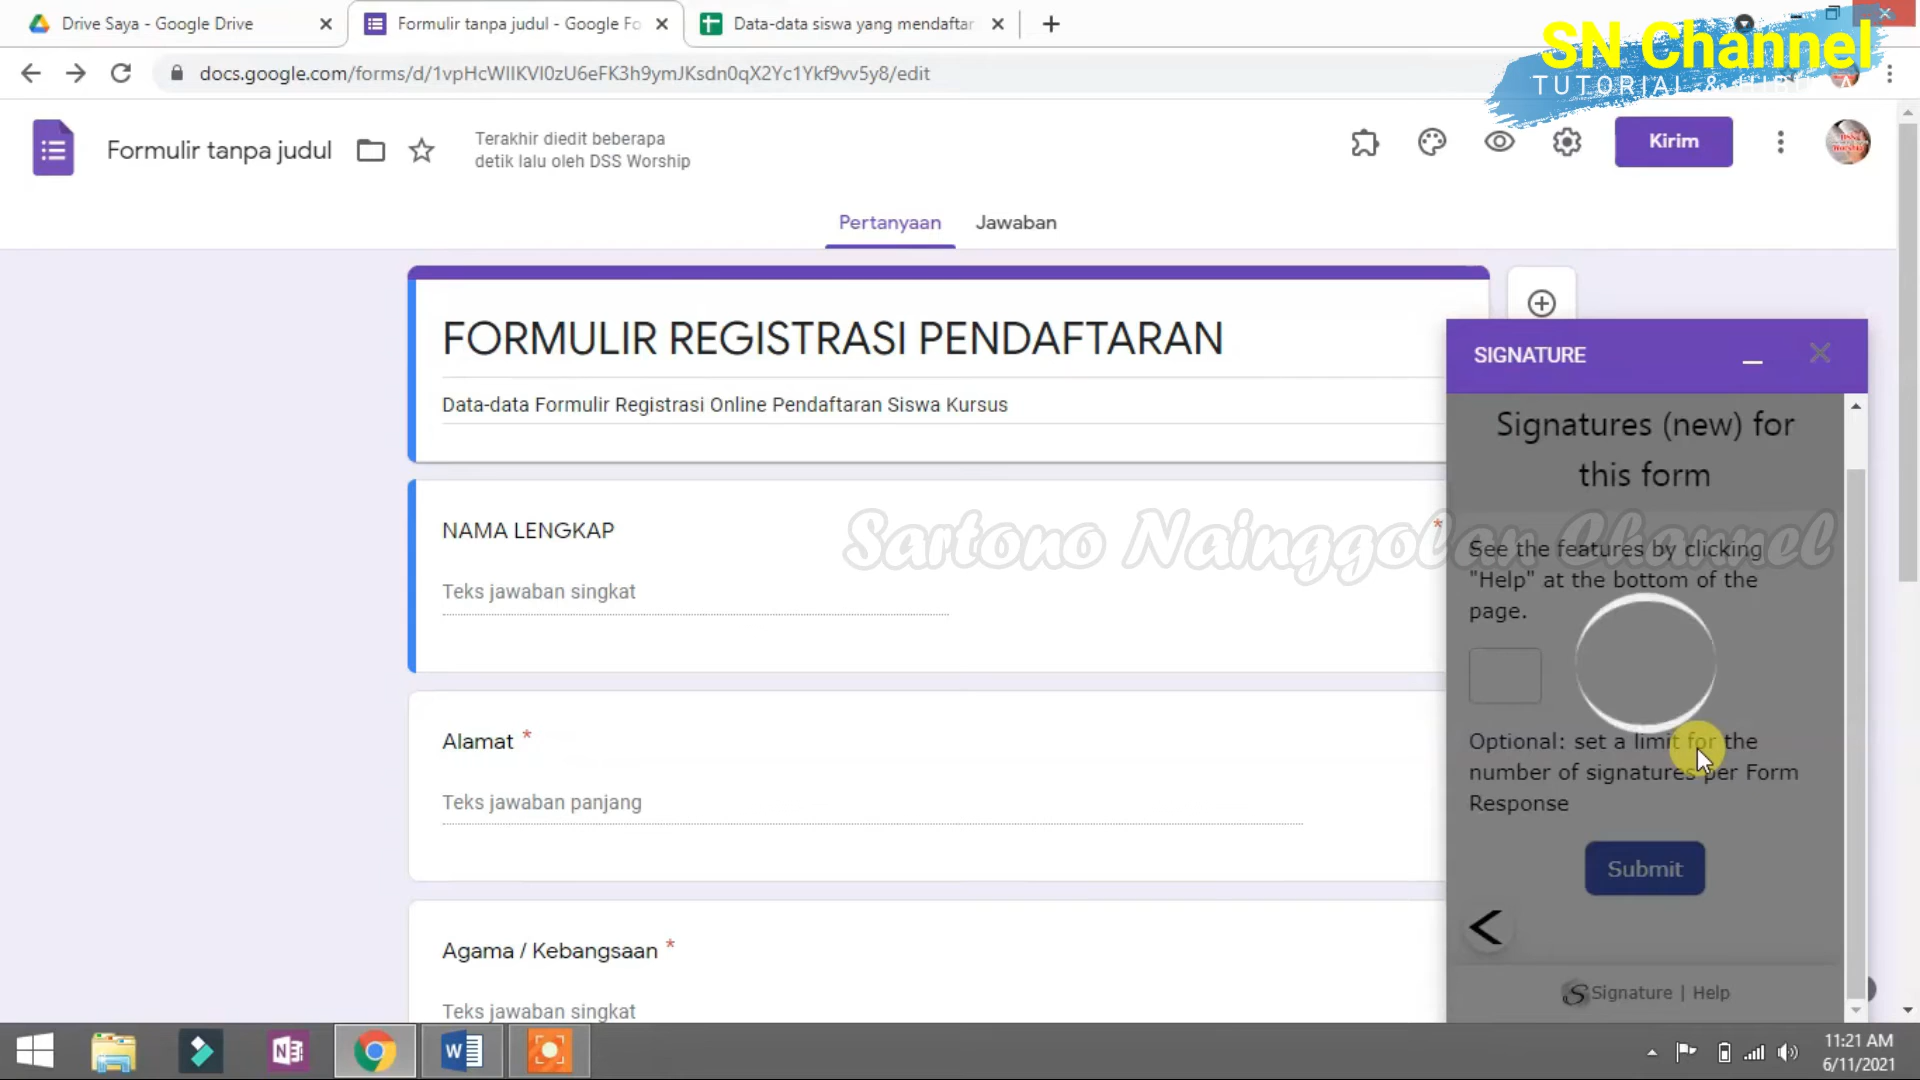 Drive Saya - Google Drive
Formulir tanpa judul - Google Fo
Data-data siswa yang mendaftar
SN Channel
TUTORIAL &
docs.google.com/forms/d/1vpHcWIIKVI0zU6eFK3h9ymJKsdn0qX2Yc1Ykf9vv5y8/edit
Formulir tanpa judul
Terakhir diedit beberapa
detik lalu oleh DSS Worship
Kirim
Pertanyaan
Jawaban
FORMULIR REGISTRASI PENDAFTARAN
Data-data Formulir Registrasi Online Pendaftaran Siswa Kursus
NAMA LENGKAP *
Teks jawaban singkat
Sartono Nainggolan Channel
Alamat *
Teks jawaban panjang
Agama / Kebangsaan *
Teks jawaban singkat
SIGNATURE
Signatures (new) for
this form
See the features by clicking
"Help" at the bottom of the
page.
Optional: set a limit for the
number of signatures per Form
Response
Submit
Signature | Help
11:21 AM
6/11/2021